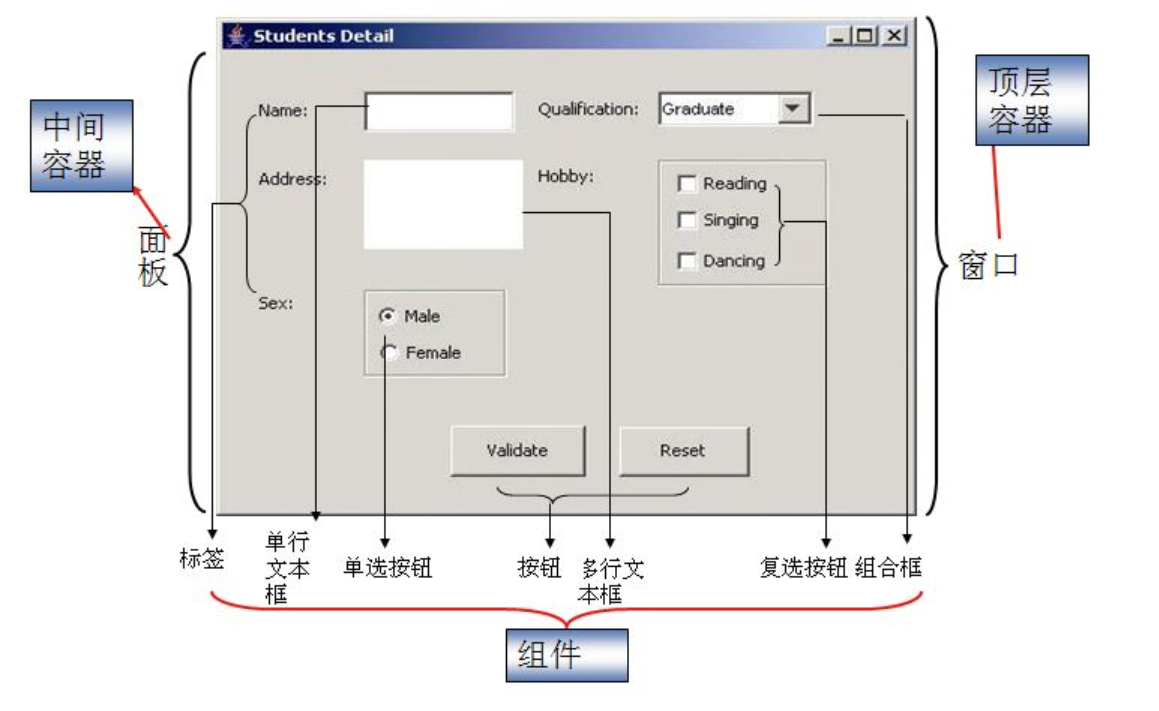 Students Detail
顶层
容器
中间
容器
Name:
Qualification:
Graduate
Address:
Hobby:
Reading
Singing
Dancing
面
板
窗口
Sex:
Male
Female
Validate
Reset
标签
单行
文本
框
单选按钮
按钮
多行文
本框
复选按钮
组合框
组件